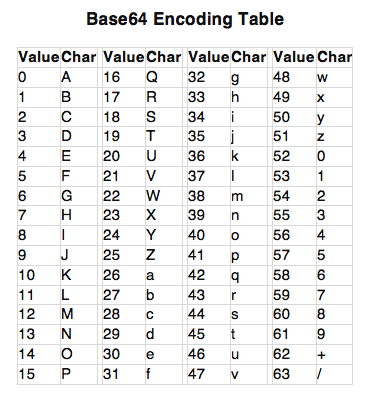 Base64 Encoding Table
Value Char Value Char Value Char Value Char
0 A 16 Q 32 g 48 w
1 B 17 R 33 h 49 x
2 C 18 S 34 i 50 y
3 D 19 T 35 j 51 z
4 E 20 U 36 k 52 0
5 F 21 V 37 l 53 1
6 G 22 W 38 m 54 2
7 H 23 X 39 n 55 3
8 I 24 Y 40 o 56 4
9 J 25 Z 41 p 57 5
10 K 26 a 42 q 58 6
11 L 27 b 43 r 59 7
12 M 28 c 44 s 60 8
13 N 29 d 45 t 61 9
14 O 30 e 46 u 62 +
15 P 31 f 47 v 63 /